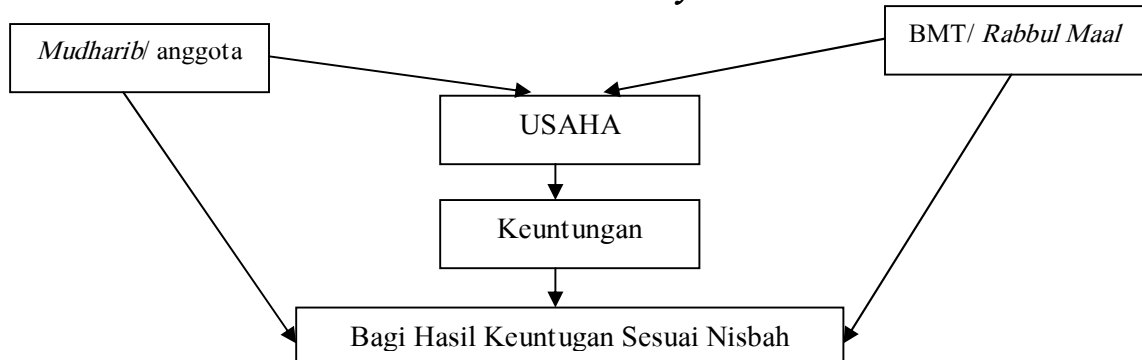 Mudharib/ anggota
BMT/ Rabbul Maal
USAHA
Keuntungan
Bagi Hasil Keuntugan Sesuai Nisbah